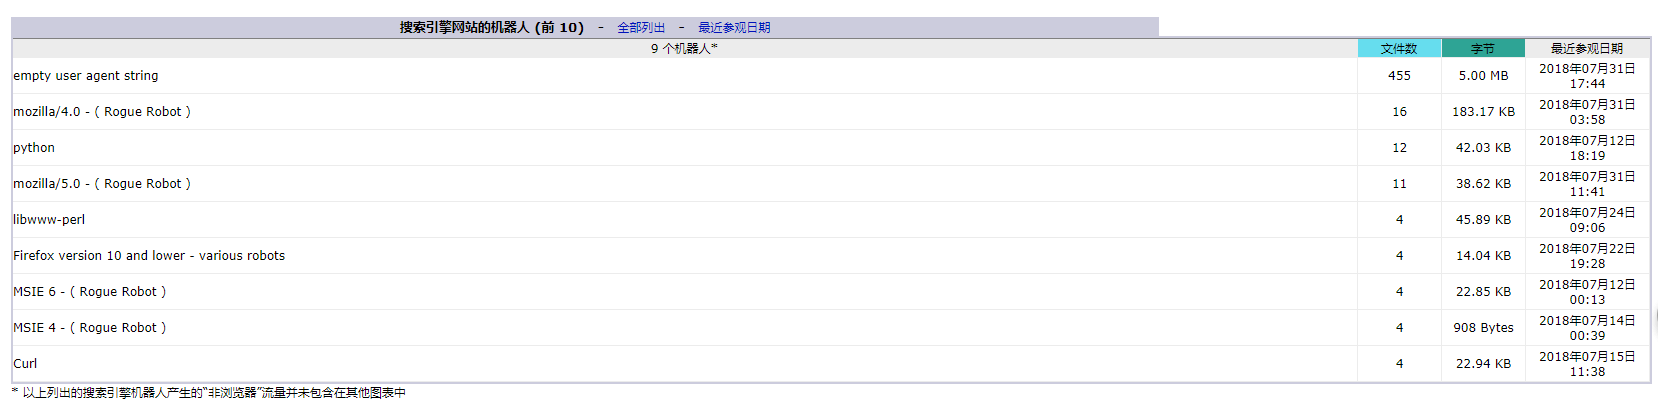 搜索引擎网站的机器人 (前 10) - 全部列出 - 最近参观日期
9 个机器人* 文件数 字节 最近参观日期
empty user agent string 455 5.00 MB 2018年07月31日 17:44
mozilla/4.0 - ( Rogue Robot ) 16 183.17 KB 2018年07月31日 03:58
python 12 42.03 KB 2018年07月12日 18:19
mozilla/5.0 - ( Rogue Robot ) 11 38.62 KB 2018年07月31日 11:41
libwww-perl 4 45.89 KB 2018年07月24日 09:06
Firefox version 10 and lower - various robots 4 14.04 KB 2018年07月22日 19:28
MSIE 6 - ( Rogue Robot ) 4 22.85 KB 2018年07月12日 00:13
MSIE 4 - ( Rogue Robot ) 4 908 Bytes 2018年07月14日 00:39
Curl 4 22.94 KB 2018年07月15日 11:38
* 以上列出的搜索引擎机器人产生的“非浏览器”流量并未包含在其他图表中